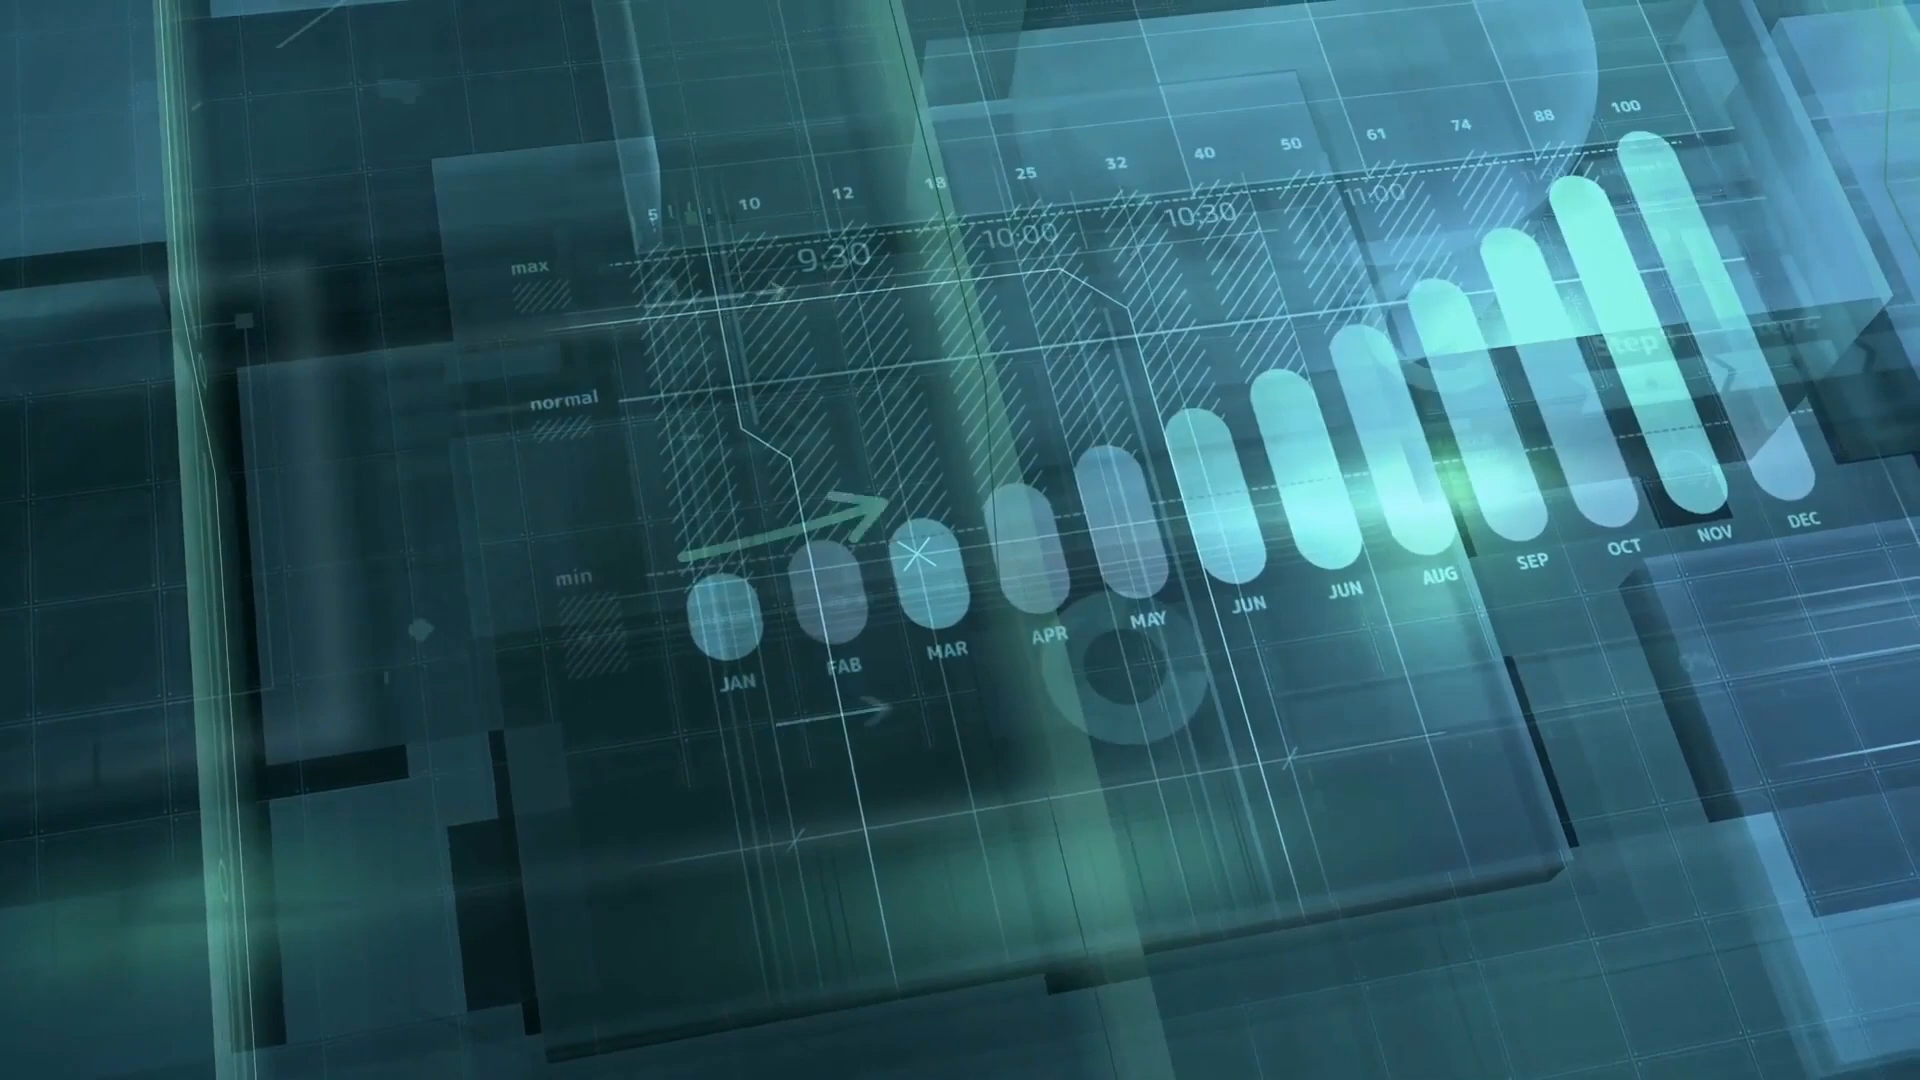 5 10 12 18 25 32 40 50 61 74 88 100
9:30 10:00 10:30 11:00
max
normal
min
Step
JAN FAB MAR APR MAY JUN JUN AUG SEP OCT NOV DEC